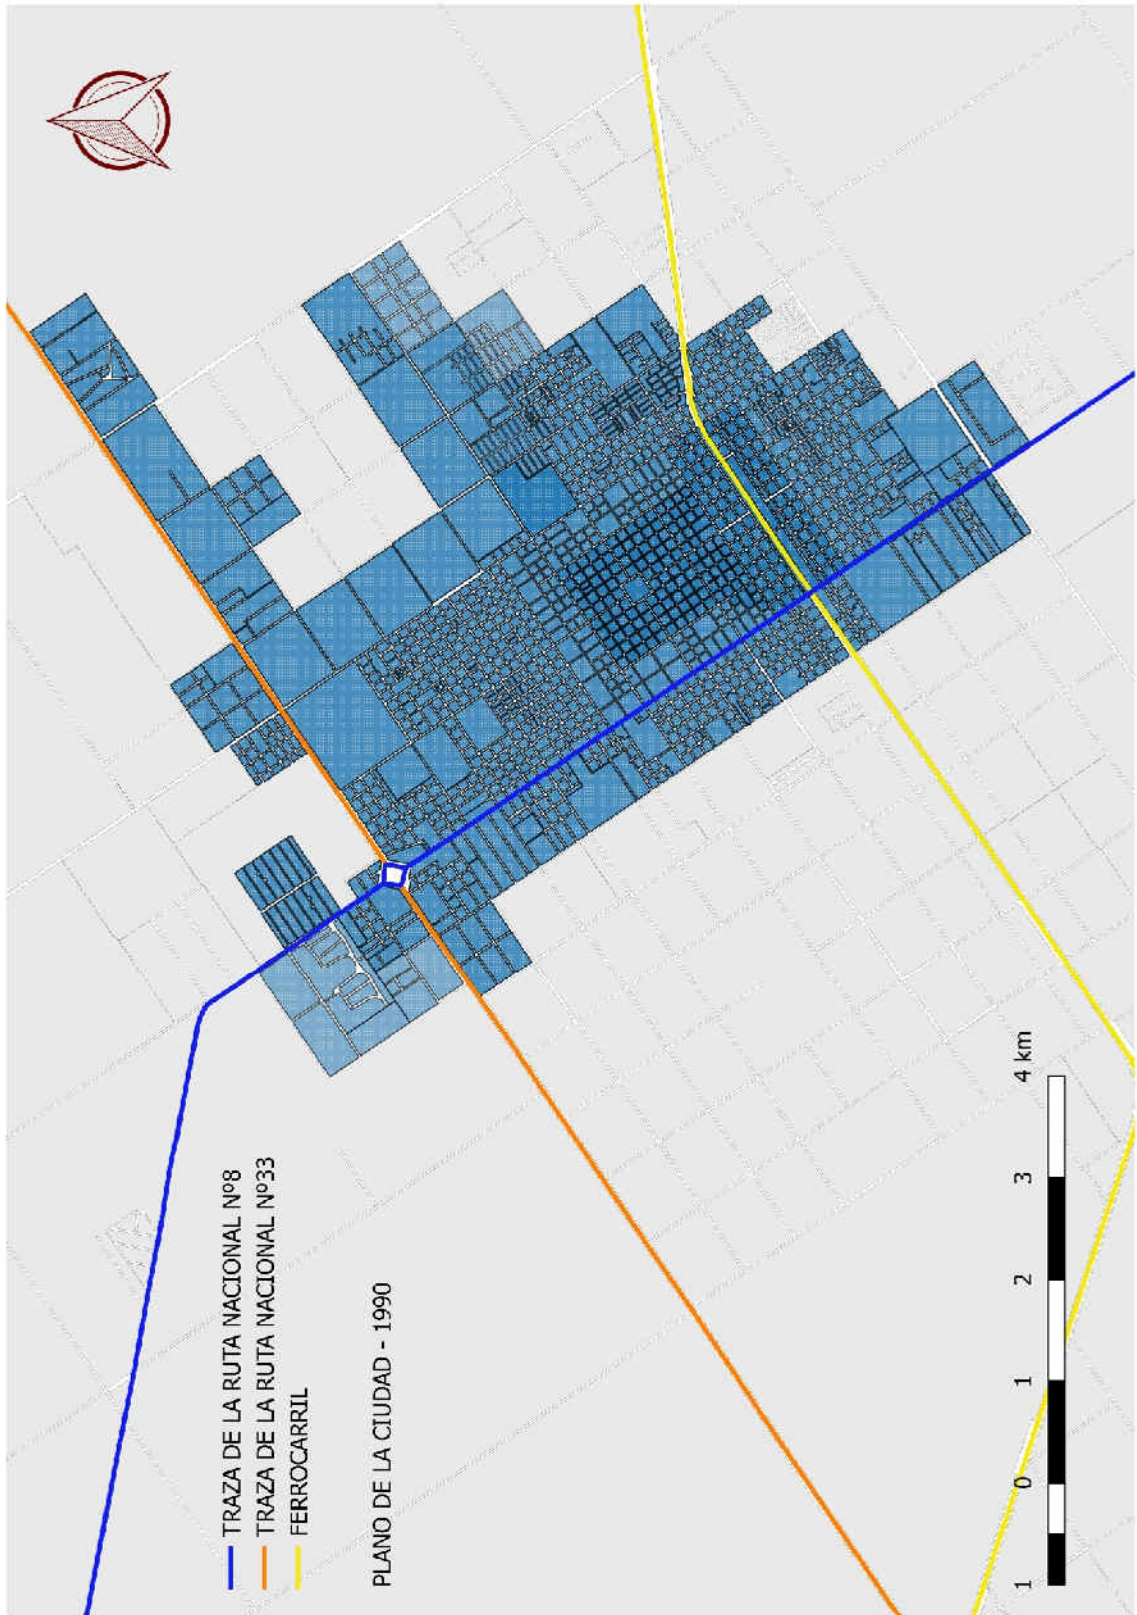 TRAZA DE LA RUTA NACIONAL Nº8
TRAZA DE LA RUTA NACIONAL Nº33
FERROCARRIL
PLANO DE LA CIUDAD - 1990
1 0 1 2 3 4 km